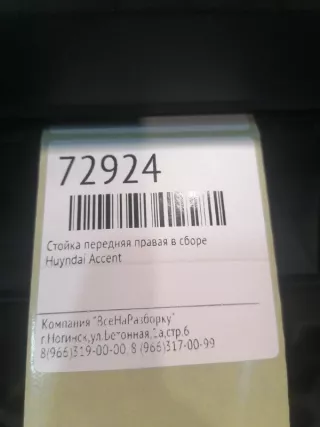 72924
Стойка передняя правая в сборе
Huyndai Accent
Компания "ВсеНаРазборку"
г.Ногинск,ул.Бетонная,1а,стр.6
8(966)319-00-00, 8 (966)317-00-99